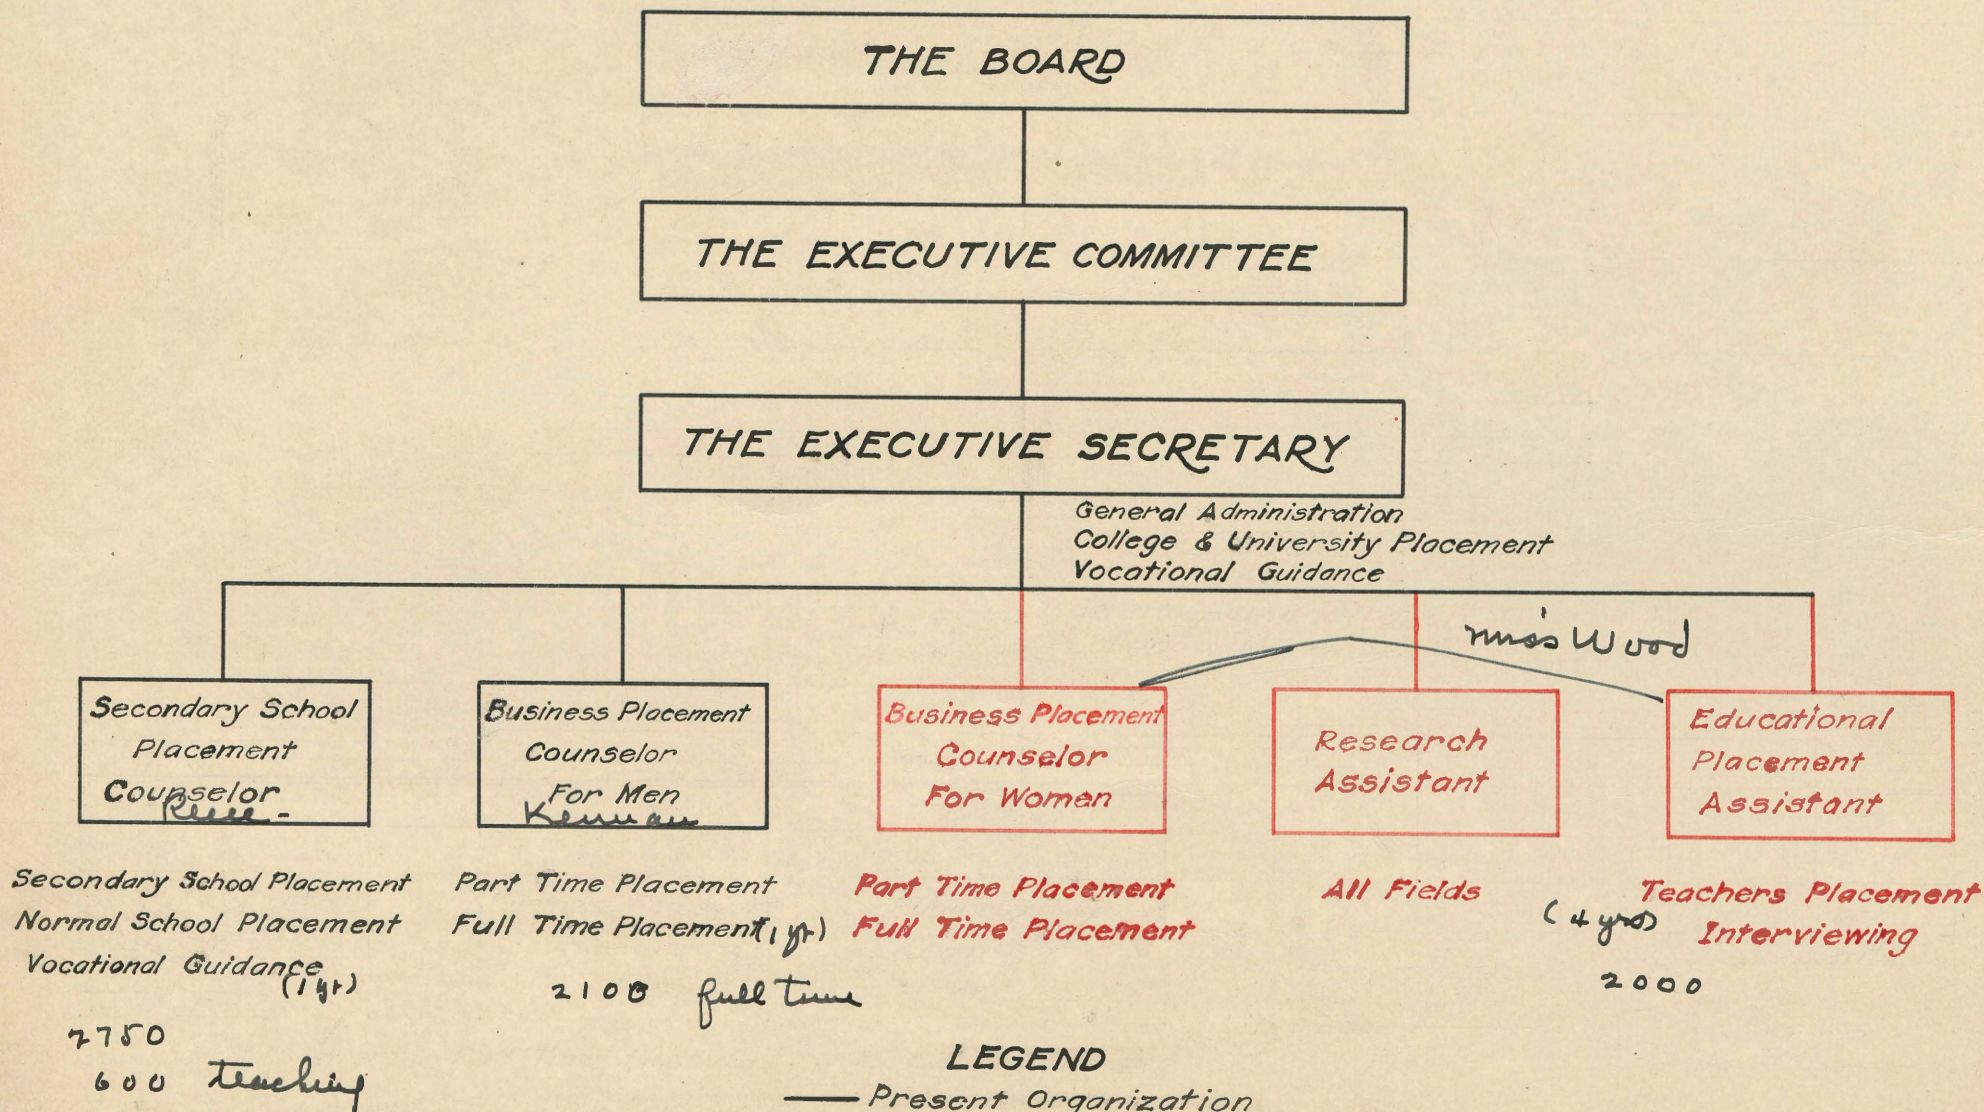 THE BOARD
THE EXECUTIVE COMMITTEE
THE EXECUTIVE SECRETARY
General Administration
College & University Placement
Vocational Guidance
Miss Wood
Secondary School
Placement
Counselor
Business Placement
Counselor
For Men
Kennan
Business Placement
Counselor
For Women
Research
Assistant
Educational
Placement
Assistant
Secondary School Placement
Normal School Placement
Vocational Guidance
(1 yr)
2750
600 teaching
Part Time Placement
Full Time Placement (1 yr)
2100 full time
Part Time Placement
Full Time Placement
All Fields
Teachers Placement
Interviewing
(4 yrs)
2000
LEGEND
Present Organization